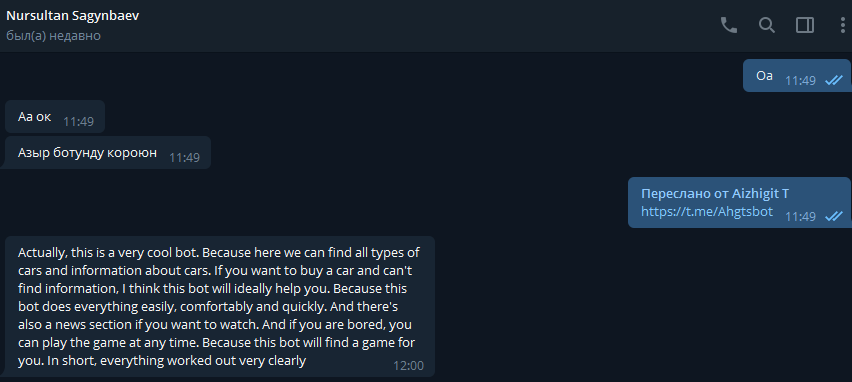 Nursultan Sagynbaev
был(а) недавно
Оа 11:49
Аа ок 11:49
Азыр ботунду короюн 11:49
Переслано от Aizhigit T
https://t.me/Ahgtsbot 11:49
Actually, this is a very cool bot. Because here we can find all types of
cars and information about cars. If you want to buy a car and can't
find information, I think this bot will ideally help you. Because this
bot does everything easily, comfortably and quickly. And there's
also a news section if you want to watch. And if you are bored, you
can play the game at any time. Because this bot will find a game for
you. In short, everything worked out very clearly
12:00